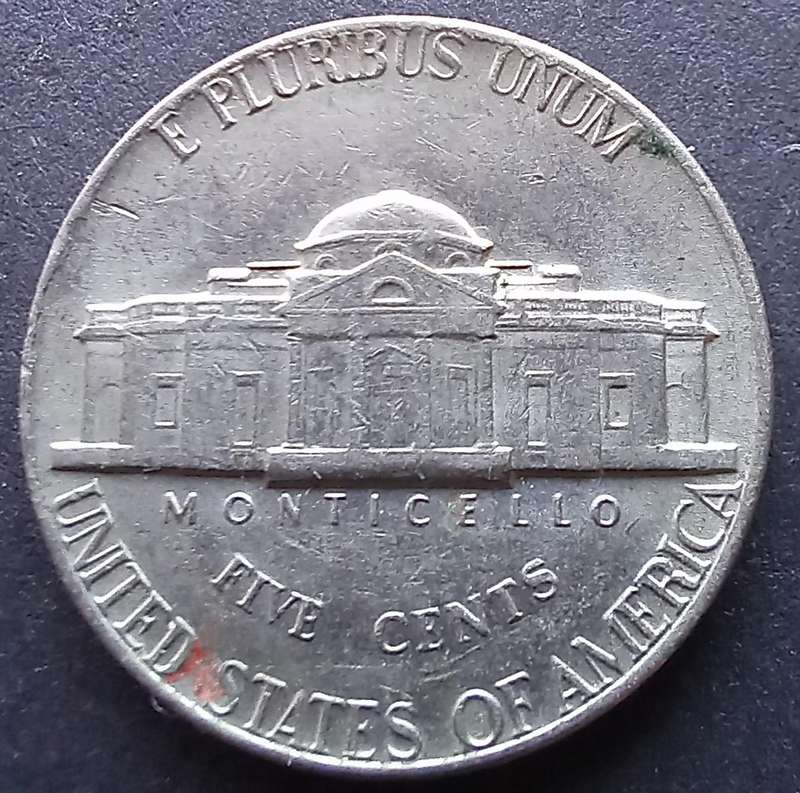 E PLURIBUS UNUM
MONTICELLO
FIVE CENTS
UNITED STATES OF AMERICA